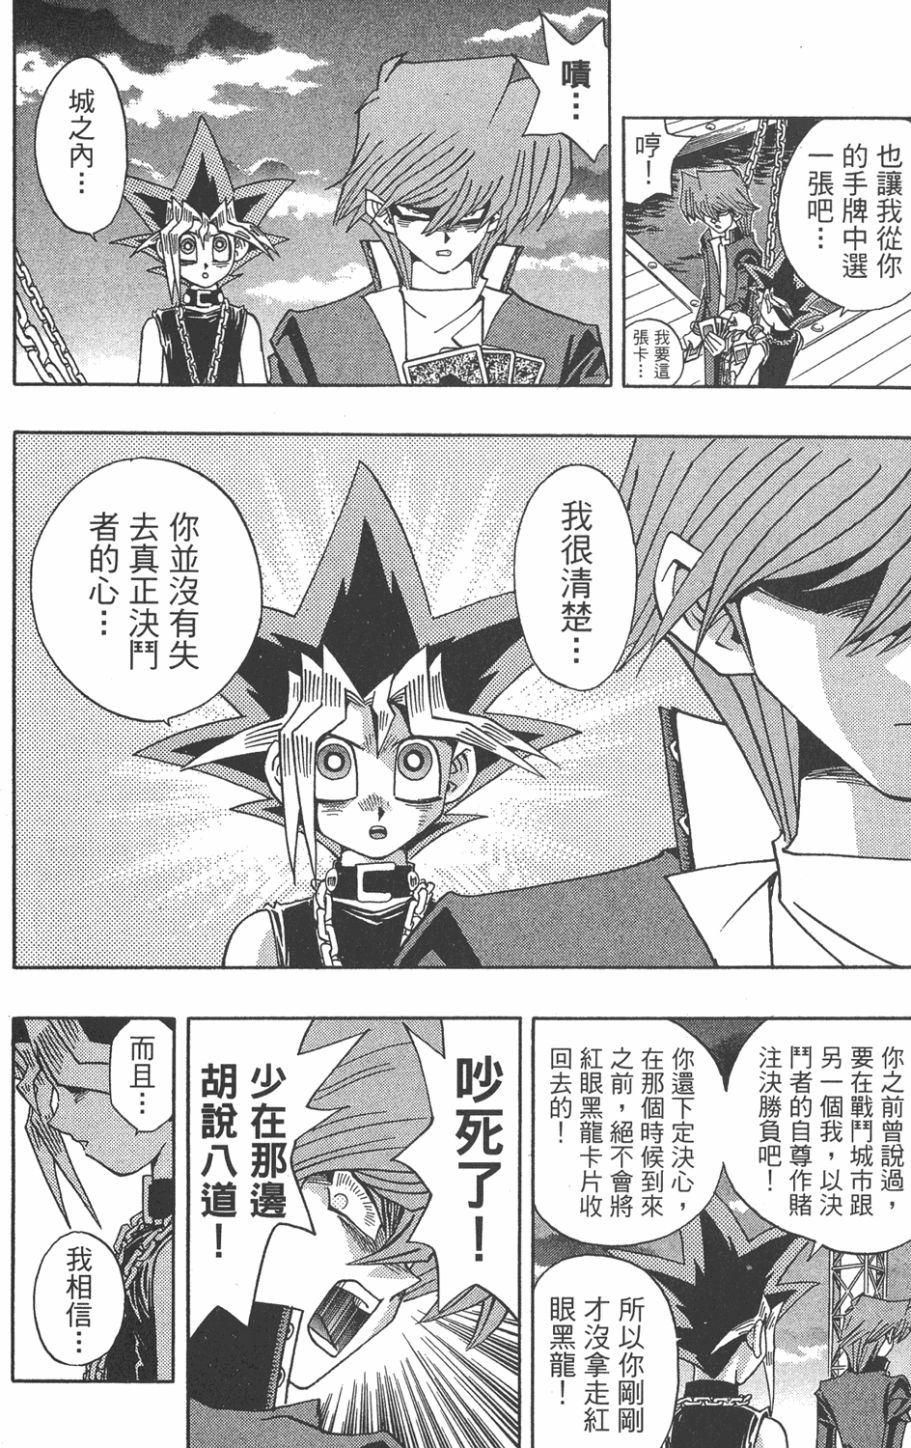 也讓我從你
的手牌中選
一張吧…
哼！
我要這
張卡…
嘖…
城之內…
我很清楚…
你並沒有失
去真正決鬥
者的心…
你之前曾說過，
要在戰鬥城市跟
另一個我，以決
鬥者的自尊作賭
注決勝負吧！
你還下定決心，
在那個時候到來
之前，絕不會將
紅眼黑龍卡片收
回去的！
所以你剛剛
才沒拿走紅
眼黑龍！
吵死了！
少在那邊
胡說八道！
而且…
我相信…